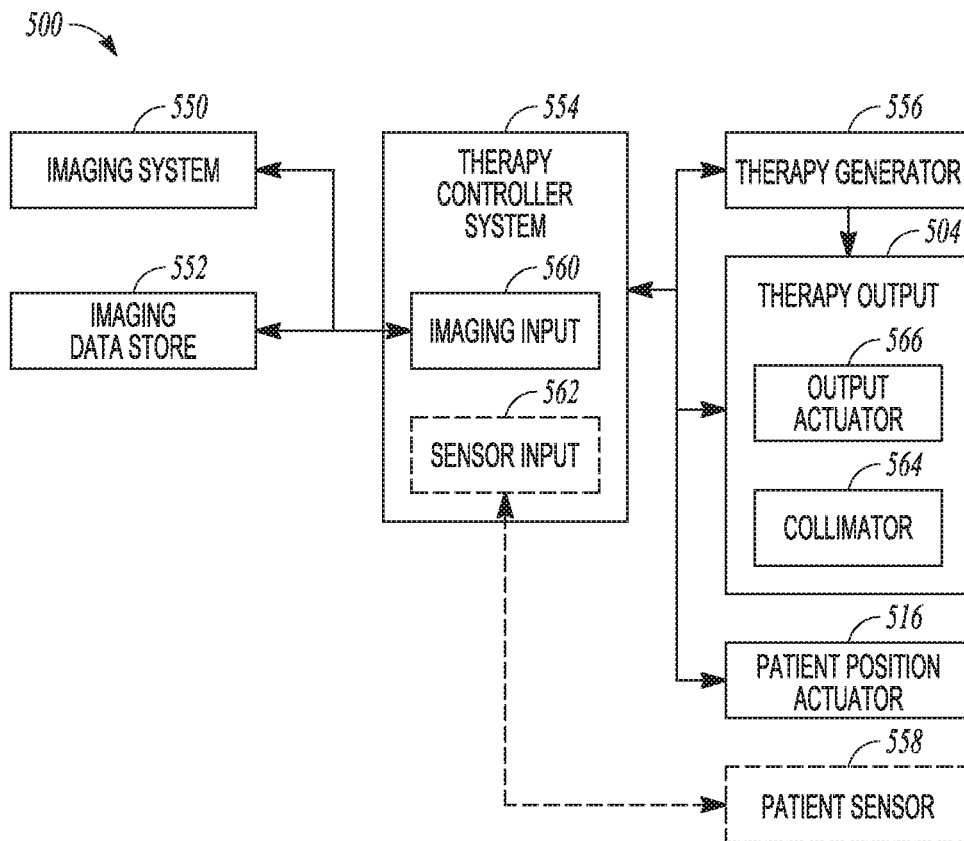 500
550
IMAGING SYSTEM
552
IMAGING
DATA STORE
554
THERAPY
CONTROLLER
SYSTEM
560
IMAGING INPUT
562
SENSOR INPUT
556
THERAPY GENERATOR
504
THERAPY OUTPUT
566
OUTPUT
ACTUATOR
564
COLLIMATOR
516
PATIENT POSITION
ACTUATOR
558
PATIENT SENSOR